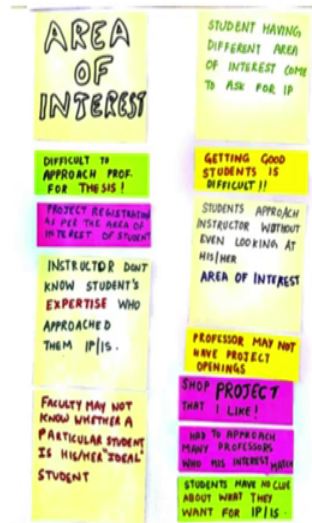 AREA
OF
INTEREST
DIFFICULT TO
APPROACH PROF.
FOR THESIS!
PROJECT REGISTRATION
AS PER THE AREA OF
INTEREST OF STUDENT
INSTRUCTOR DONT
KNOW STUDENT'S
EXPERTISE WHO
APPROACHED
THEM IP/IS.
FACULTY MAY NOT
KNOW WHETHER A
PARTICULAR STUDENT
IS HIS/HER "IDEAL"
STUDENT
STUDENT HAVING
DIFFERENT AREA
OF INTEREST COME
TO ASK FOR IP
GETTING GOOD
STUDENTS IS
DIFFICULT!!
STUDENTS APPROACH
INSTRUCTOR WITHOUT
EVEN LOOKING AT
HIS/HER
AREA OF INTEREST
PROFESSOR MAY NOT
HAVE PROJECT
OPENINGS
SHOP PROJECT
THAT I LIKE!
HAD TO APPROACH
MANY PROFESSORS
WHO HIS INTEREST MATCH
STUDENTS HAVE NO CLUE
ABOUT WHAT THEY
WANT FOR IP/IS.